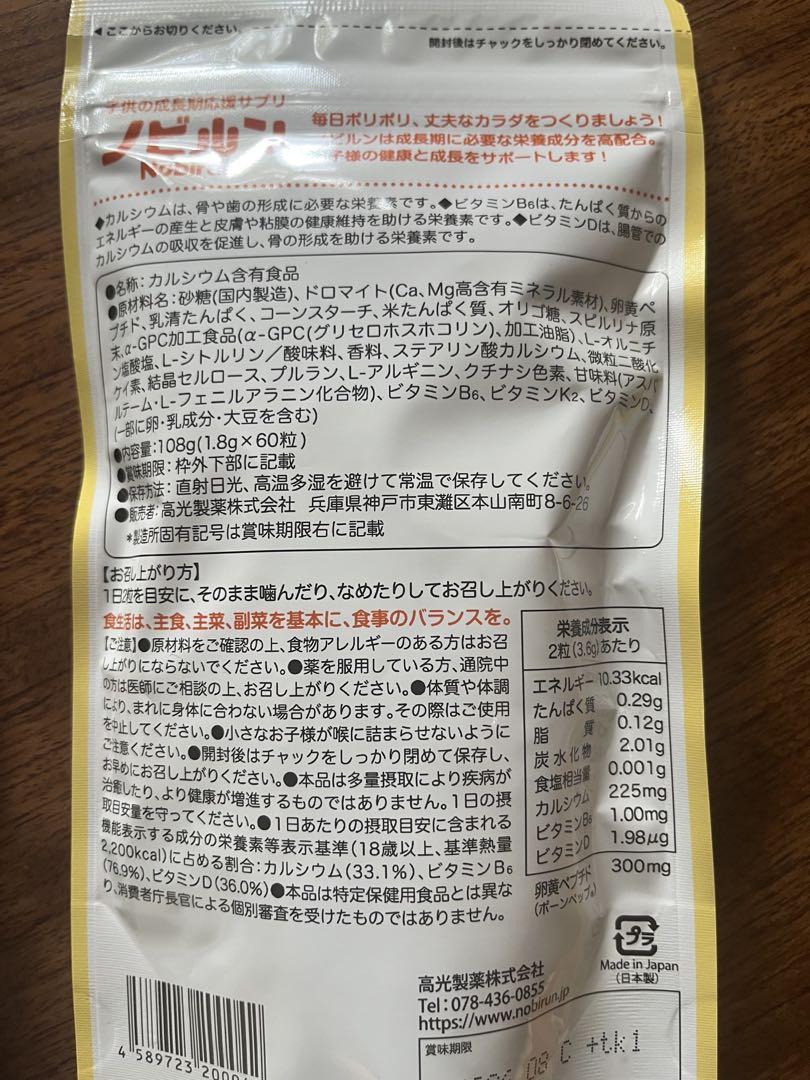 ◀ここからお切りください。
開封後はチャックをしっかり閉めてください。
子供の成長期応援サプリ
ノビルン
Nobirun
毎日ポリポリ、丈夫なカラダをつくりましょう!
ノビルンは成長期に必要な栄養成分を高配合。
お子様の健康と成長をサポートします!
◆カルシウムは、骨や歯の形成に必要な栄養素です。◆ビタミンB6は、たんぱく質からの
エネルギーの産生と皮膚や粘膜の健康維持を助ける栄養素です。◆ビタミンDは、腸管での
カルシウムの吸収を促進し、骨の形成を助ける栄養素です。
●名称:カルシウム含有食品
●原材料名:砂糖(国内製造)、ドロマイト(Ca、Mg高含有ミネラル素材)、卵黄ペ
プチド、乳清たんぱく、コーンスターチ、米たんぱく質、オリゴ糖、スピルリナ原
末、α-GPC加工食品(α-GPC(グリセロホスホコリン)、加工油脂)、L-オルニチ
ン塩酸塩、L-シトルリン/酸味料、香料、ステアリン酸カルシウム、微粒二酸化
ケイ素、結晶セルロース、プルラン、L-アルギニン、クチナシ色素、甘味料(アスパ
ルテーム・L-フェニルアラニン化合物)、ビタミンB6、ビタミンK2、ビタミンD、
(一部に卵・乳成分・大豆を含む)
●内容量:108g(1.8g×60粒)
●賞味期限:枠外下部に記載
●保存方法:直射日光、高温多湿を避けて常温で保存してください。
●販売者:高光製薬株式会社 兵庫県神戸市東灘区本山南町8-6-26
*製造所固有記号は賞味期限右に記載
【お召し上がり方】
1日2粒を目安に、そのまま噛んだり、なめたりしてお召し上がりください。
食生活は、主食、主菜、副菜を基本に、食事のバランスを。
【ご注意】●原材料をご確認の上、食物アレルギーのある方はお召
し上がりにならないでください。●薬を服用している方、通院中
の方は医師にご相談の上、お召し上がりください。●体質や体調
により、まれに身体に合わない場合があります。その際はご使用
を中止してください。●小さなお子様が喉に詰まらせないように
ご注意ください。●開封後はチャックをしっかり閉めて保存し、
お早めにお召し上がりください。●本品は多量摂取により疾病が
治癒したり、より健康が増進するものではありません。1日の摂
取目安量を守ってください。●1日あたりの摂取目安に含まれる
機能表示する成分の栄養素等表示基準(18歳以上、基準熱量
2,200kcal)に占める割合:カルシウム(33.1%)、ビタミンB6
(76.9%)、ビタミンD(36.0%)●本品は特定保健用食品とは異な
り、消費者庁長官による個別審査を受けたものではありません。
栄養成分表示
2粒(3.6g)あたり
エネルギー 10.33kcal
たんぱく質 0.29g
脂質 0.12g
炭水化物 2.01g
食塩相当量 0.001g
カルシウム 225mg
ビタミンB6 1.00mg
ビタミンD 1.98μg
卵黄ペプチド 300mg
(ボーンペップ®)
プラ
Made in Japan
(日本製)
高光製薬株式会社
Tel:078-436-0855
https://www.nobirun.jp
賞味期限
08 C +tk1
4 589723 2000